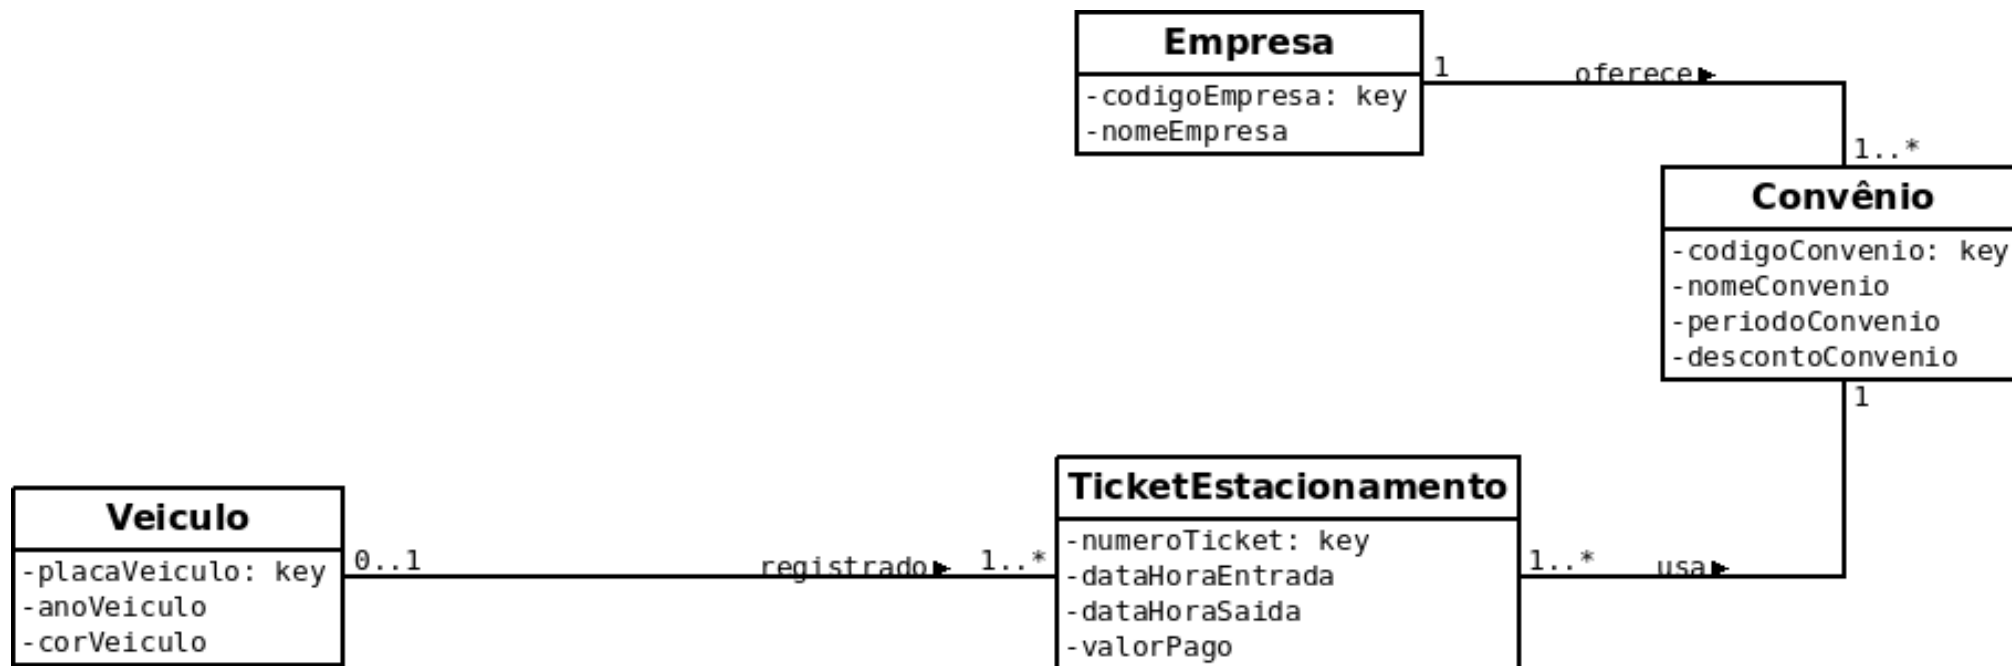 Empresa
-codigoEmpresa: key
-nomeEmpresa
1
oferece
1..*
Convênio
-codigoConvenio: key
-nomeConvenio
-periodoConvenio
-descontoConvenio
1
Veiculo
-placaVeiculo: key
-anoVeiculo
-corVeiculo
0..1
registrado
1..*
TicketEstacionamento
-numeroTicket: key
-dataHoraEntrada
-dataHoraSaida
-valorPago
1..*
usa